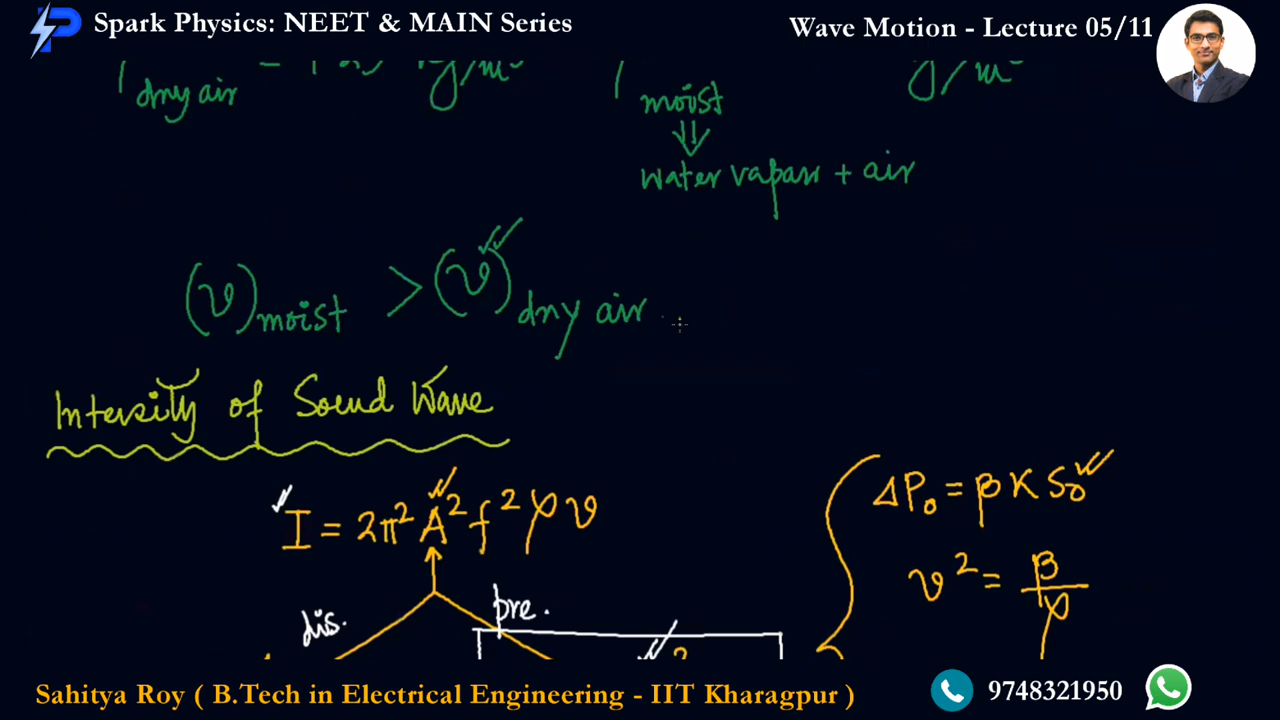 Spark Physics: NEET & MAIN Series
Wave Motion - Lecture 05/11
dry air
moist
water vapour + air
(v)moist > (v)dry air
Intensity of Sound Wave
I = 2π²A²f²ρv
ΔP₀ = βKS₀
v² = β/ρ
dis.
pre.
Sahitya Roy ( B.Tech in Electrical Engineering - IIT Kharagpur )
9748321950